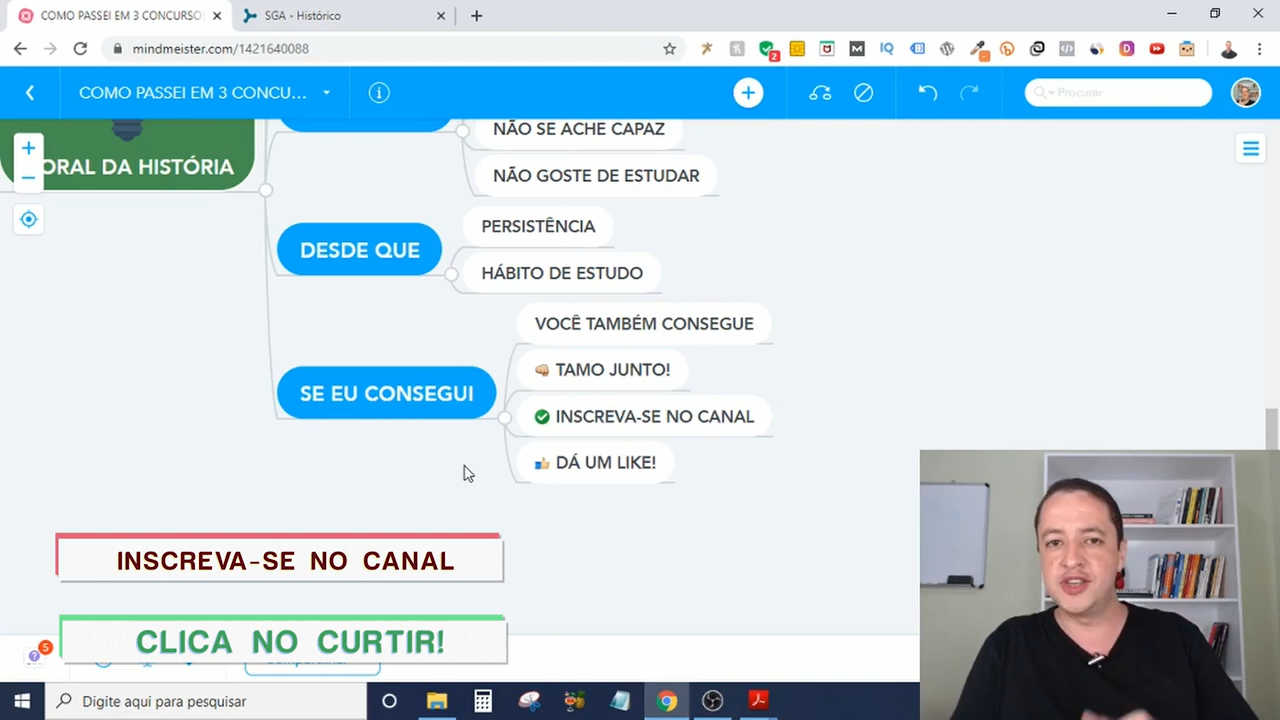 COMO PASSEI EM 3 CONCURSO
SGA - Histórico
mindmeister.com/1421640088
COMO PASSEI EM 3 CONCU...
Procurar
ORAL DA HISTÓRIA
NÃO SE ACHE CAPAZ
NÃO GOSTE DE ESTUDAR
DESDE QUE
PERSISTÊNCIA
HÁBITO DE ESTUDO
SE EU CONSEGUI
VOCÊ TAMBÉM CONSEGUE
TAMO JUNTO!
INSCREVA-SE NO CANAL
DÁ UM LIKE!
INSCREVA-SE NO CANAL
CLICA NO CURTIR!
Digite aqui para pesquisar